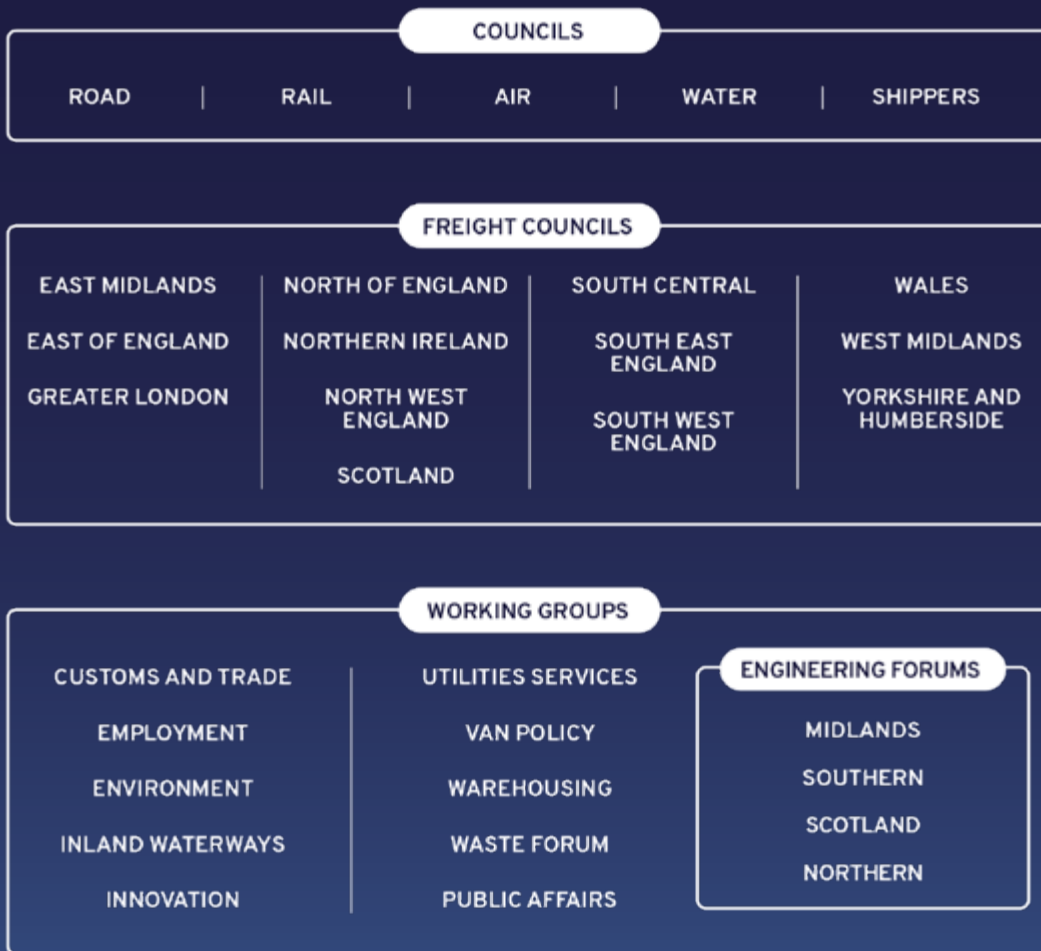 COUNCILS
ROAD | RAIL | AIR | WATER | SHIPPERS
FREIGHT COUNCILS
EAST MIDLANDS
EAST OF ENGLAND
GREATER LONDON
NORTH OF ENGLAND
NORTHERN IRELAND
NORTH WEST
ENGLAND
SCOTLAND
SOUTH CENTRAL
SOUTH EAST
ENGLAND
SOUTH WEST
ENGLAND
WALES
WEST MIDLANDS
YORKSHIRE AND
HUMBERSIDE
WORKING GROUPS
CUSTOMS AND TRADE
EMPLOYMENT
ENVIRONMENT
INLAND WATERWAYS
INNOVATION
UTILITIES SERVICES
VAN POLICY
WAREHOUSING
WASTE FORUM
PUBLIC AFFAIRS
ENGINEERING FORUMS
MIDLANDS
SOUTHERN
SCOTLAND
NORTHERN